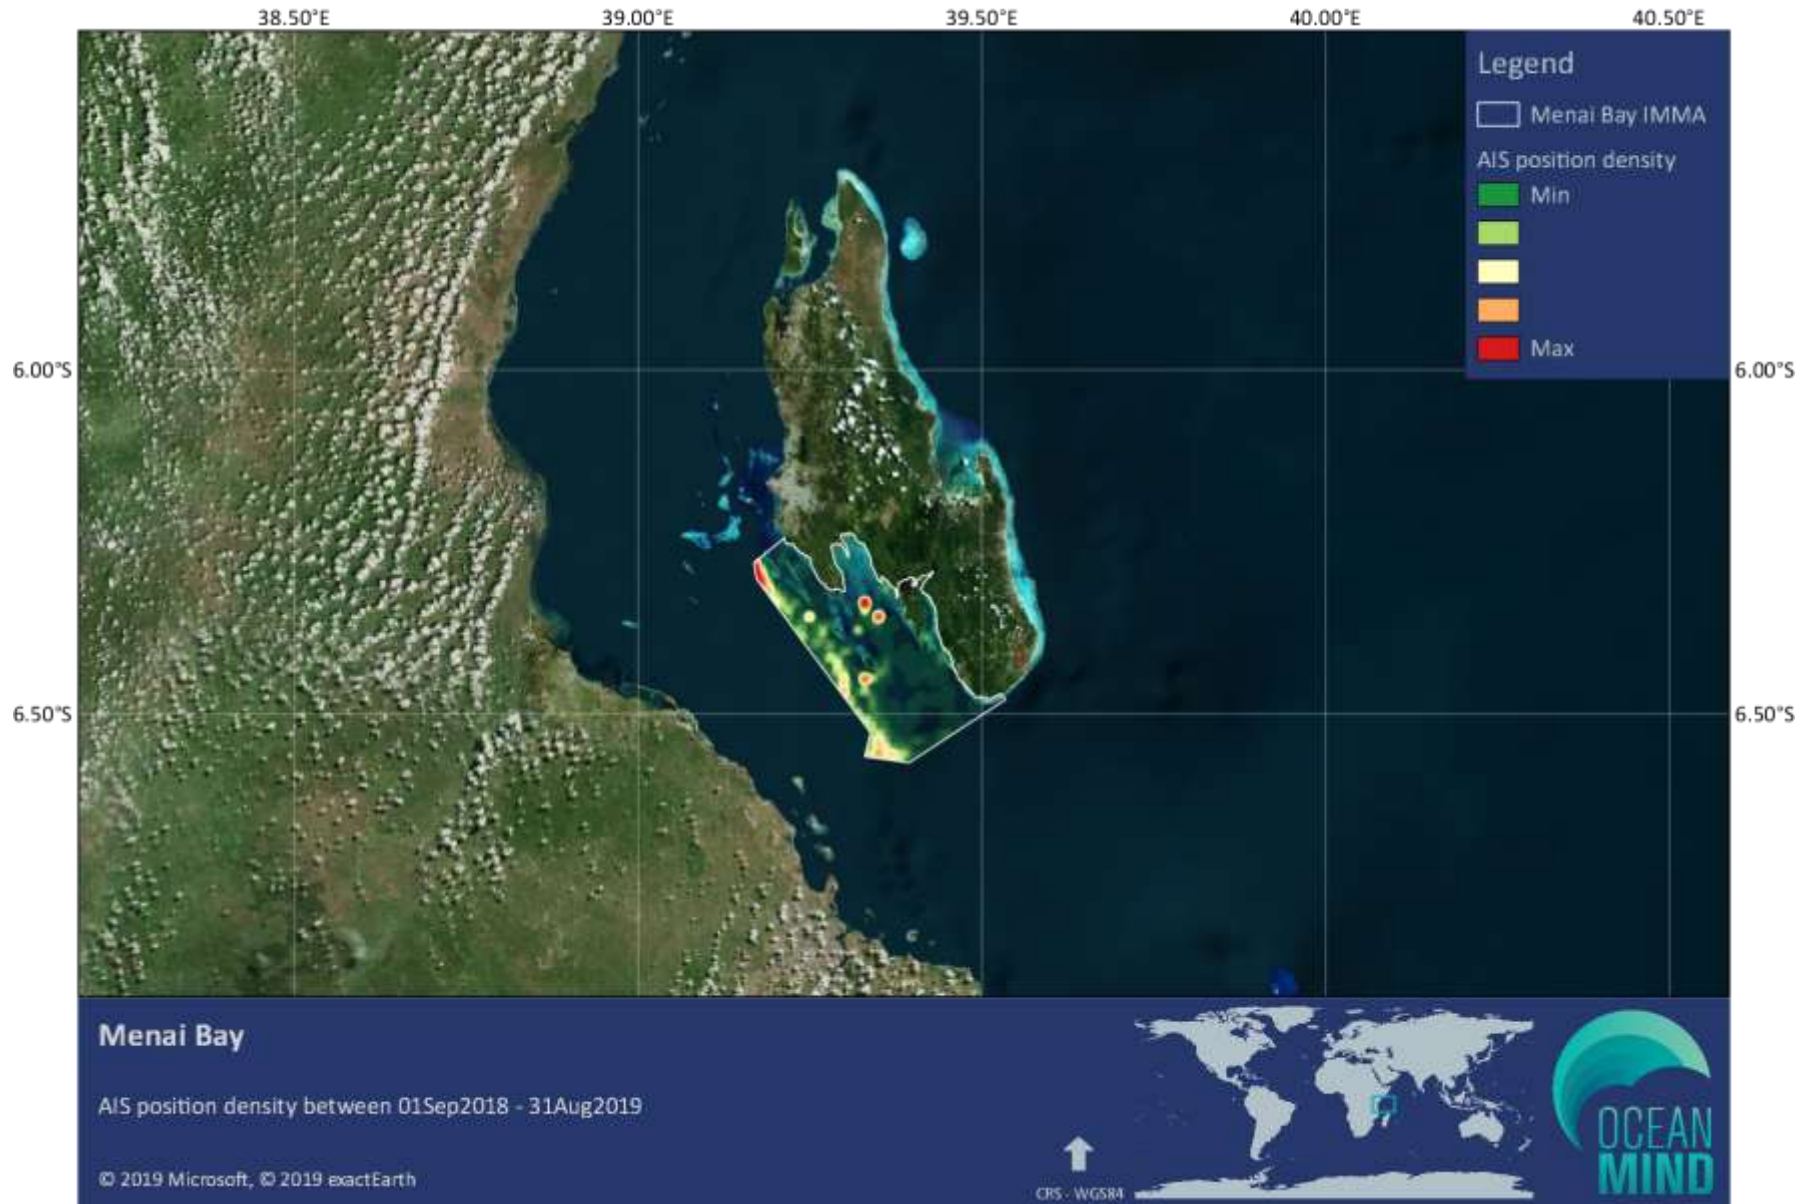 38.50°E 39.00°E 39.50°E 40.00°E 40.50°E
Legend
Menai Bay IMMA
AIS position density
Min
Max
6.00°S 6.00°S
6.50°S 6.50°S
Menai Bay
AIS position density between 01Sep2018 - 31Aug2019
© 2019 Microsoft, © 2019 exactEarth
CRS - WGS84
OCEAN
MIND